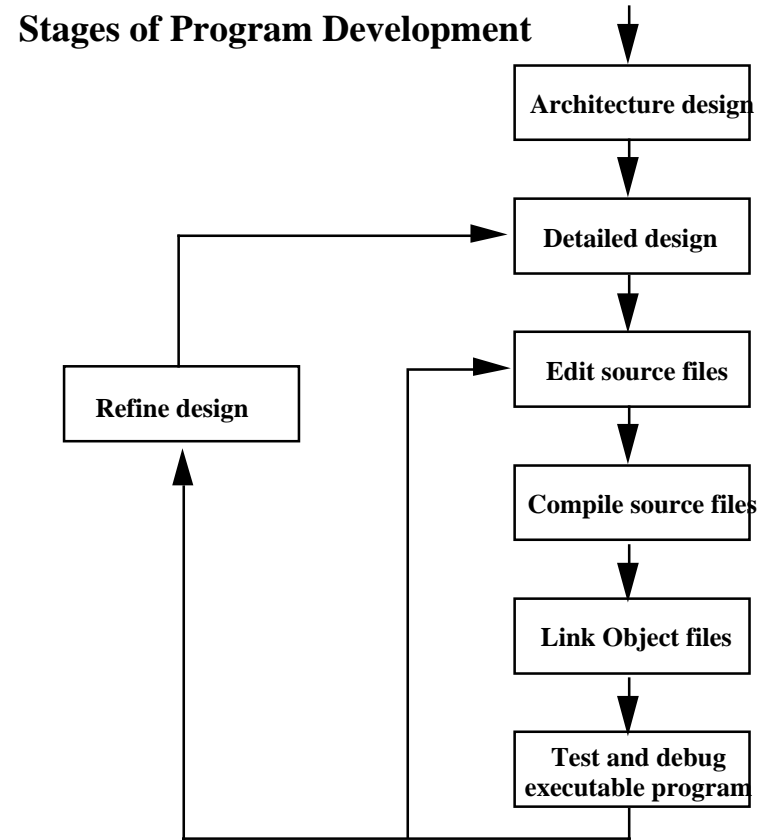 Stages of Program Development
Architecture design
Detailed design
Edit source files
Refine design
Compile source files
Link Object files
Test and debug
executable program